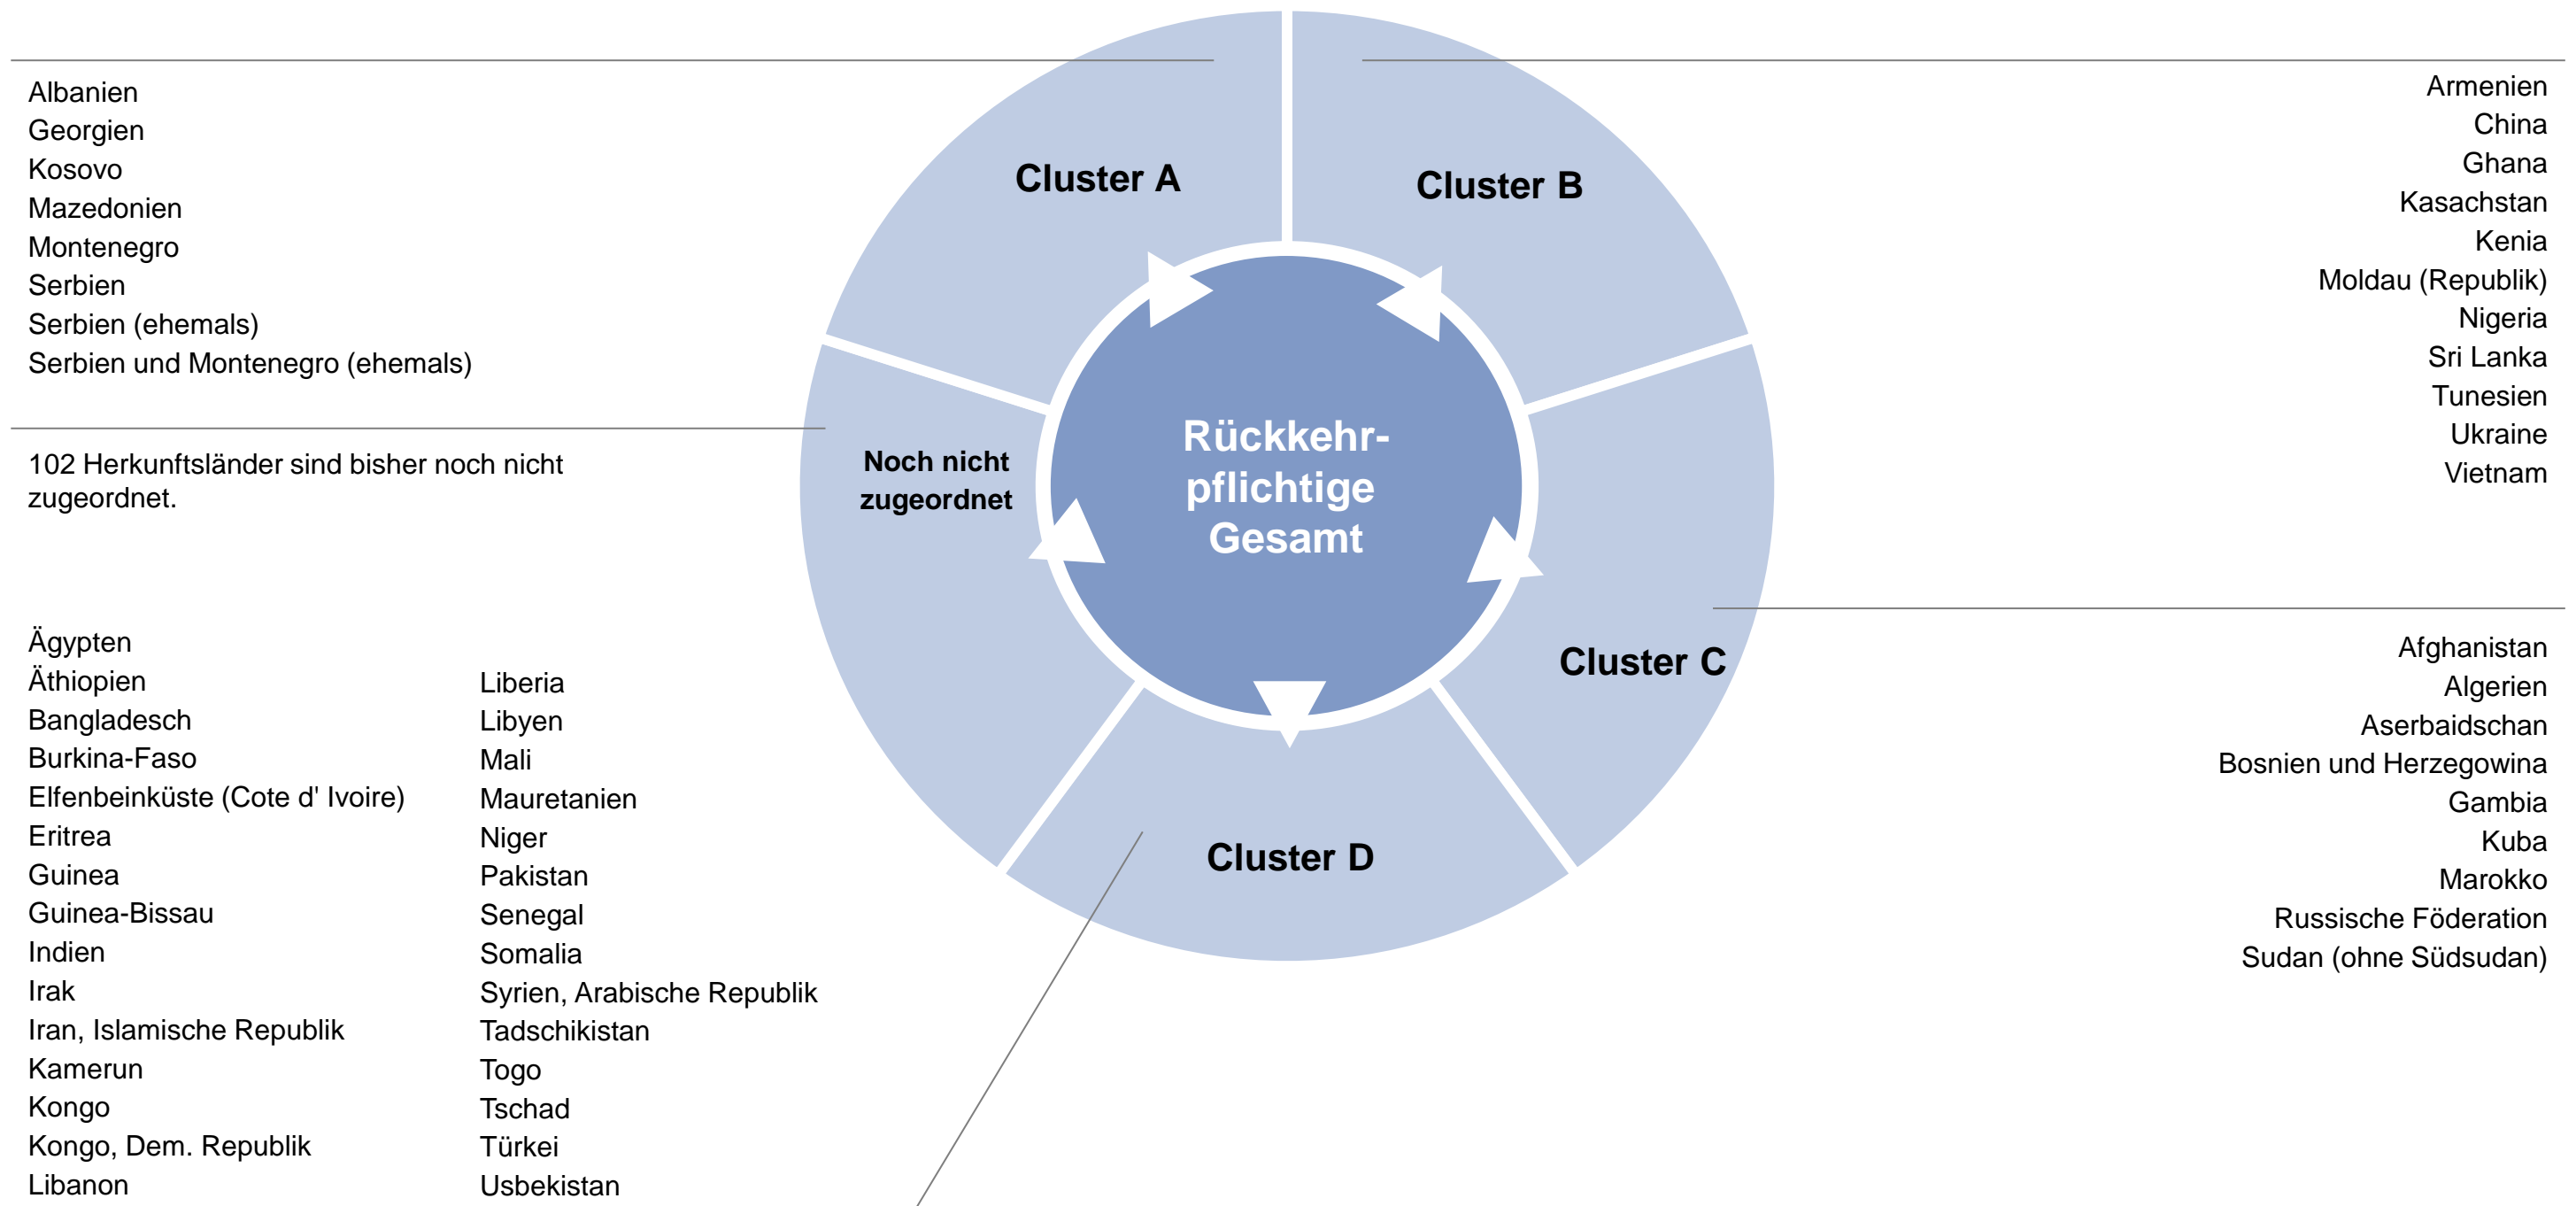 Albanien
Georgien
Kosovo
Mazedonien
Montenegro
Serbien
Serbien (ehemals)
Serbien und Montenegro (ehemals)
102 Herkunftsländer sind bisher noch nicht
zugeordnet.
Ägypten
Äthiopien
Bangladesch
Burkina-Faso
Elfenbeinküste (Cote d' Ivoire)
Eritrea
Guinea
Guinea-Bissau
Indien
Irak
Iran, Islamische Republik
Kamerun
Kongo
Kongo, Dem. Republik
Libanon
Liberia
Libyen
Mali
Mauretanien
Niger
Pakistan
Senegal
Somalia
Syrien, Arabische Republik
Tadschikistan
Togo
Tschad
Türkei
Usbekistan
Cluster A
Cluster B
Noch nicht
zugeordnet
Rückkehr-
pflichtige
Gesamt
Cluster C
Cluster D
Armenien
China
Ghana
Kasachstan
Kenia
Moldau (Republik)
Nigeria
Sri Lanka
Tunesien
Ukraine
Vietnam
Afghanistan
Algerien
Aserbaidschan
Bosnien und Herzegowina
Gambia
Kuba
Marokko
Russische Föderation
Sudan (ohne Südsudan)